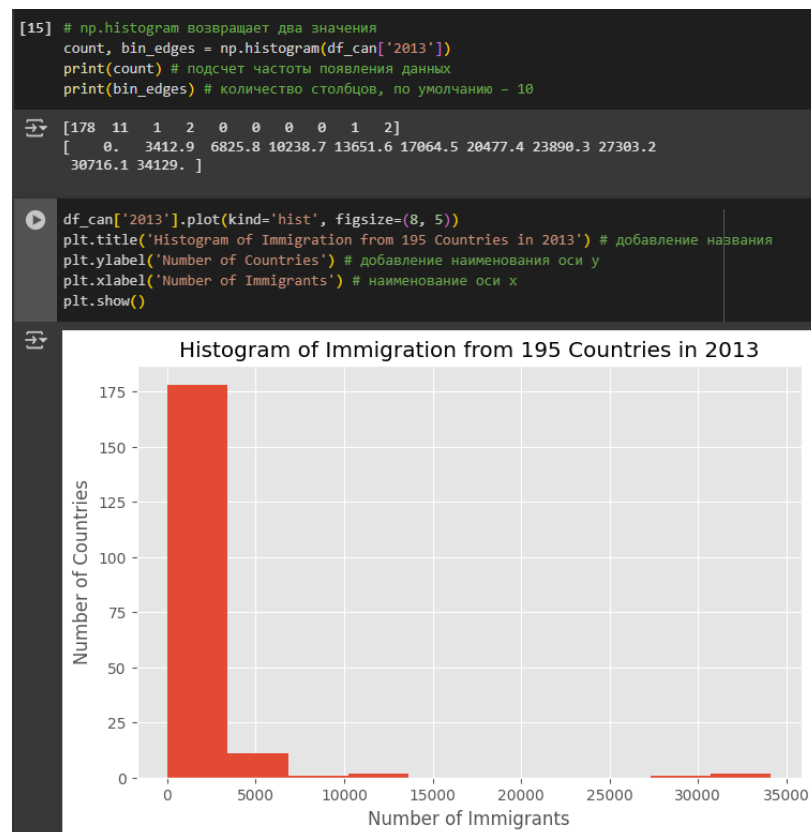 [15] # np.histogram возвращает два значения
count, bin_edges = np.histogram(df_can['2013'])
print(count) # подсчет частоты появления данных
print(bin_edges) # количество столбцов, по умолчанию – 10
[178 11 1 2 0 0 0 0 1 2]
[ 0. 3412.9 6825.8 10238.7 13651.6 17064.5 20477.4 23890.3 27303.2
30716.1 34129. ]
df_can['2013'].plot(kind='hist', figsize=(8, 5))
plt.title('Histogram of Immigration from 195 Countries in 2013') # добавление названия
plt.ylabel('Number of Countries') # добавление наименования оси y
plt.xlabel('Number of Immigrants') # наименование оси x
plt.show()
Histogram of Immigration from 195 Countries in 2013
175
150
125
100
75
50
25
0
Number of Countries
0 5000 10000 15000 20000 25000 30000 35000
Number of Immigrants